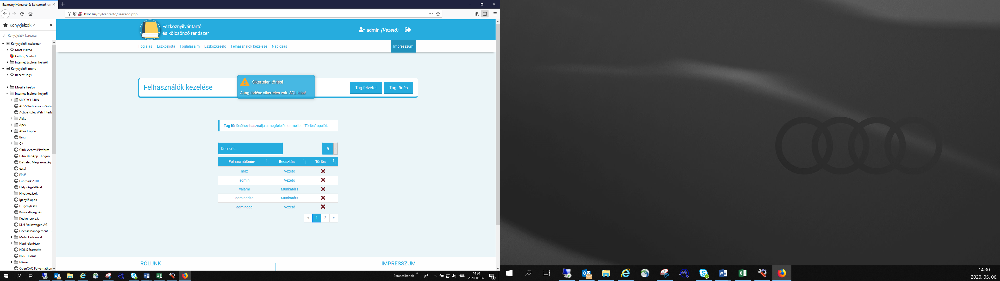 Eszköznyilvántartó és kölcsönző ren
hsro.hu/nyilvantarto/useradd.php
Könyvjelzők
Könyvjelzők keresése
Könyvjelzők eszköztár
Most Visited
Getting Started
Internet Explorer helyről
Könyvjelzők menü
Recent Tags
Mozilla Firefox
Internet Explorer helyről
$RECYCLE.BIN
ACSS WebServices Volks
Active Roles Web Interfa
Akku
Apex
Atlas Copco
Bing
C#
Citrix Access Platform
Citrix XenApp - Logon
Distrelec Magyarország
easyl
EPUS
Fuhrpark 2010
Helyiségjelölések
Hivatkozások
Igénylőlapok
IT igénylések
Kasza előjegyzés
Kedvencek sáv
KLH-Volkswagen AG
LicenseManagement - .
Mobil kedvencek
Napi jelentések
NOLIS Startseite
NVS - Home
Német
OpenCAQ Folyamatkon
Eszköznyilvántartó
és kölcsönző rendszer
admin (Vezető)
Foglalás Eszközlista Foglalásaim Eszközkezelő Felhasználók kezelése Naplózás Impresszum
Felhasználók kezelése
Sikertelen törlés!
A tag törlése sikertelen volt. SQL hiba!
Tag felvétel Tag törlés
Tag törléséhez használja a megfelelő sor melleti "Törlés" opciót.
Keresés... 5
Felhasználónév Beosztás Törlés
max Vezető
admin Vezető
valami Munkatárs
adminddsa Munkatárs
adminddd Vezető
< 1 2 >
RÓLUNK IMPRESSZUM
Parancsikonok » HUN 14:30
2020. 05. 06. 1
14:30
2020. 05. 06.